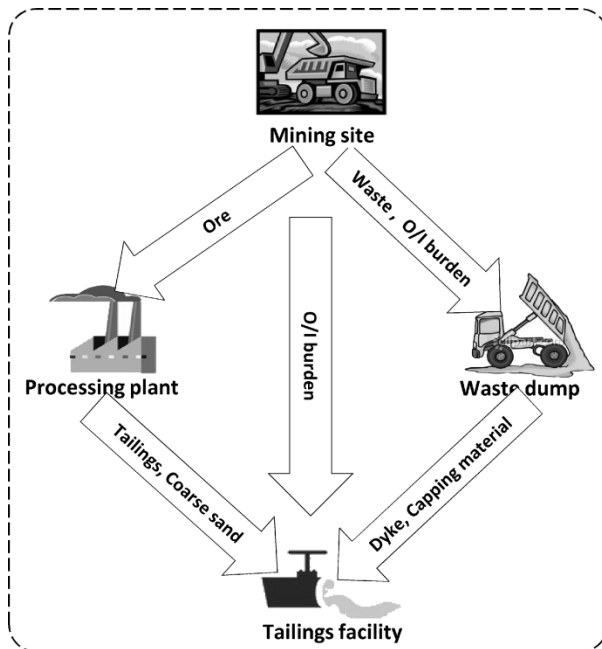 Mining site
Ore
Waste , O/I burden
O/I burden
Processing plant
Waste dump
Tailings, Coarse sand
Dyke, Capping material
Tailings facility